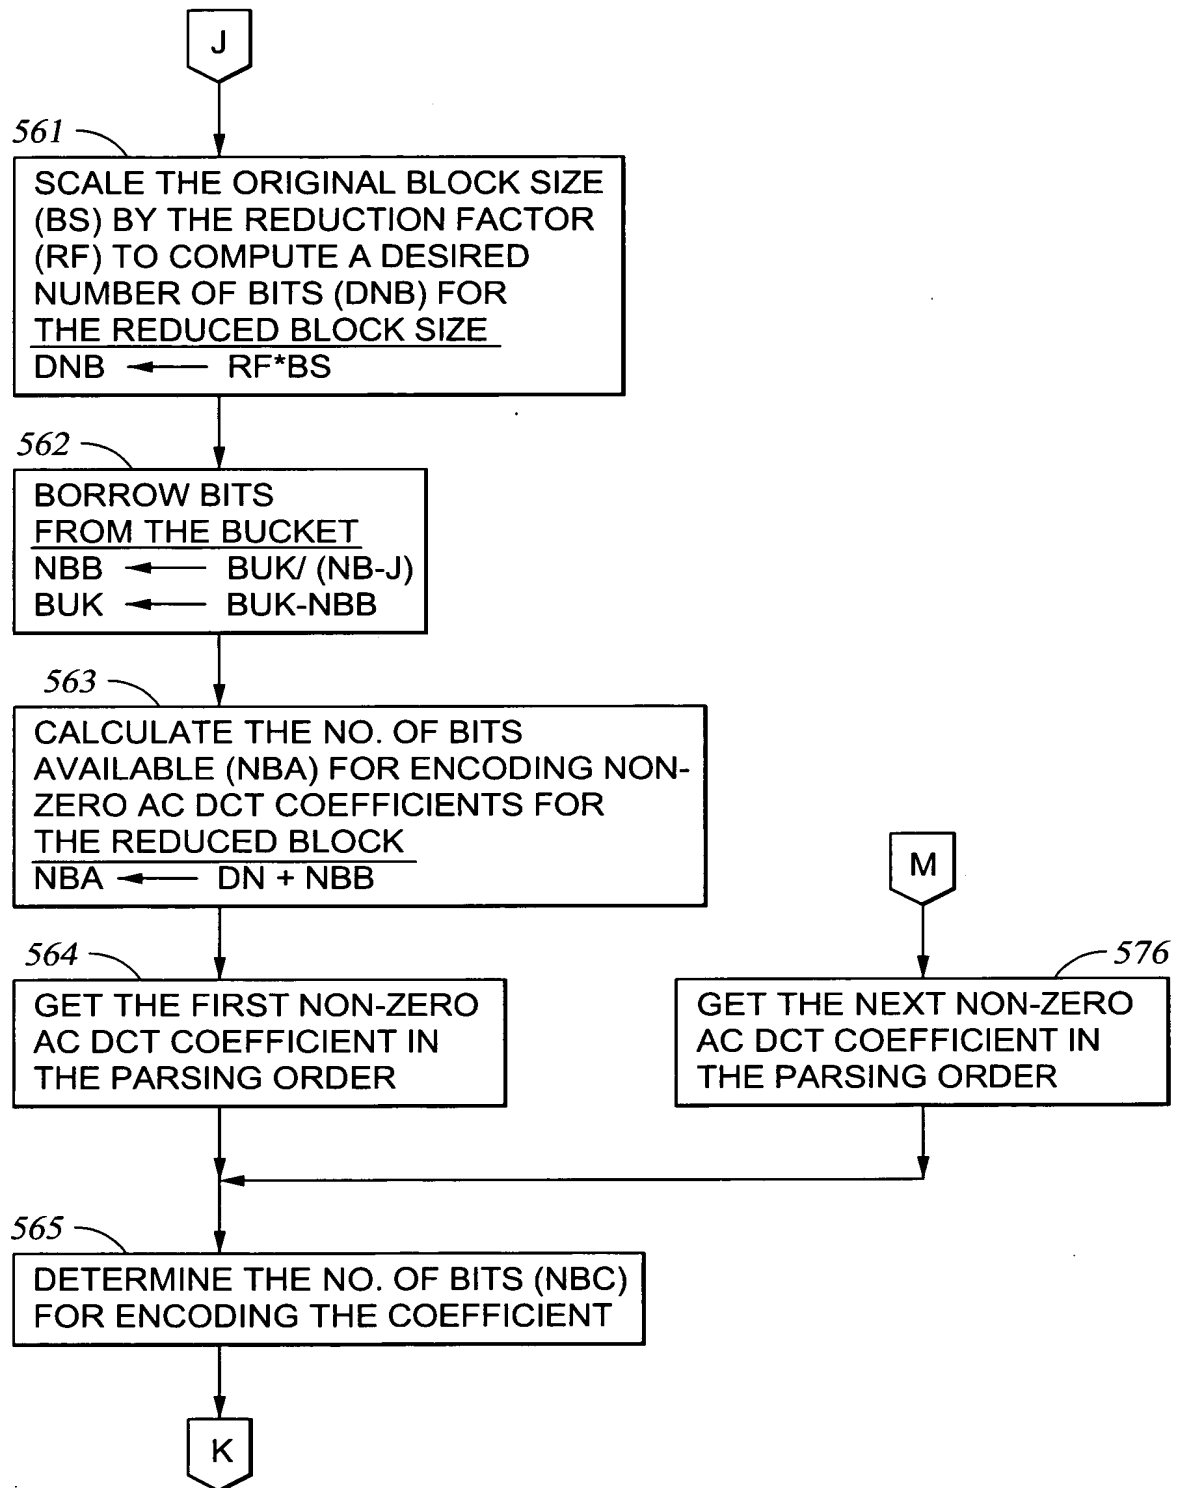 J
561
SCALE THE ORIGINAL BLOCK SIZE
(BS) BY THE REDUCTION FACTOR
(RF) TO COMPUTE A DESIRED
NUMBER OF BITS (DNB) FOR
THE REDUCED BLOCK SIZE
DNB ← RF*BS
562
BORROW BITS
FROM THE BUCKET
NBB ← BUK/ (NB-J)
BUK ← BUK-NBB
563
CALCULATE THE NO. OF BITS
AVAILABLE (NBA) FOR ENCODING NON-
ZERO AC DCT COEFFICIENTS FOR
THE REDUCED BLOCK
NBA ← DN + NBB
M
564
GET THE FIRST NON-ZERO
AC DCT COEFFICIENT IN
THE PARSING ORDER
576
GET THE NEXT NON-ZERO
AC DCT COEFFICIENT IN
THE PARSING ORDER
565
DETERMINE THE NO. OF BITS (NBC)
FOR ENCODING THE COEFFICIENT
K